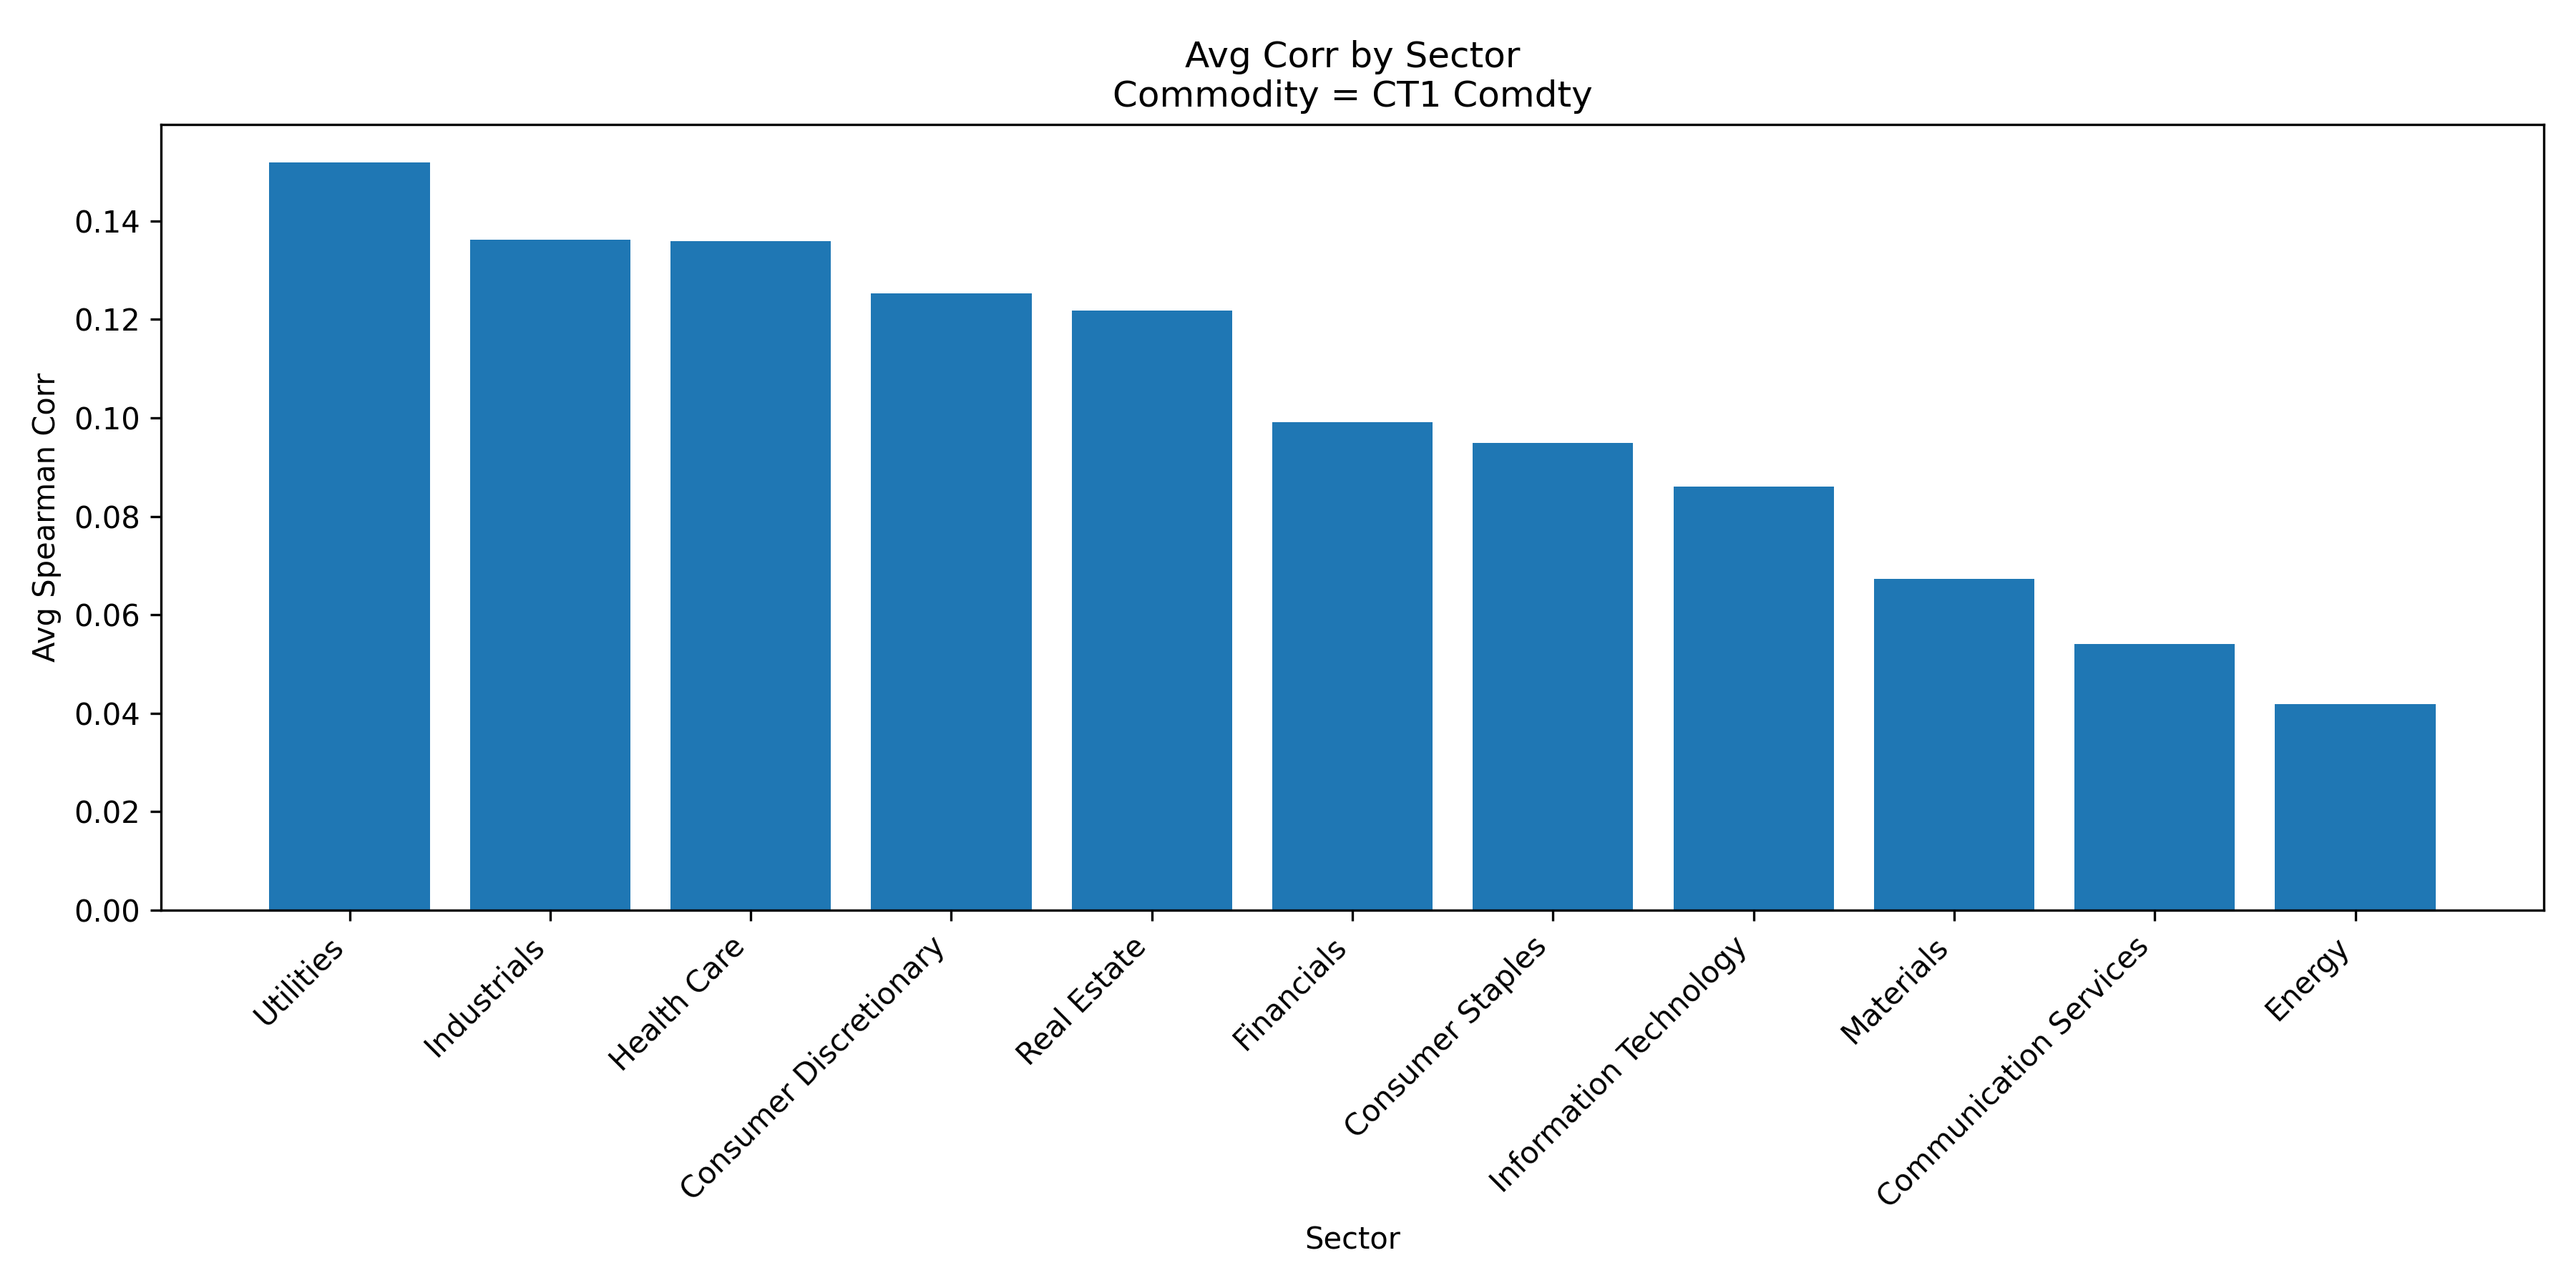 Avg Corr by Sector
Commodity = CT1 Comdty
Avg Spearman Corr
0.14
0.12
0.10
0.08
0.06
0.04
0.02
0.00
Utilities
Industrials
Health Care
Consumer Discretionary
Real Estate
Financials
Consumer Staples
Information Technology
Materials
Communication Services
Energy
Sector